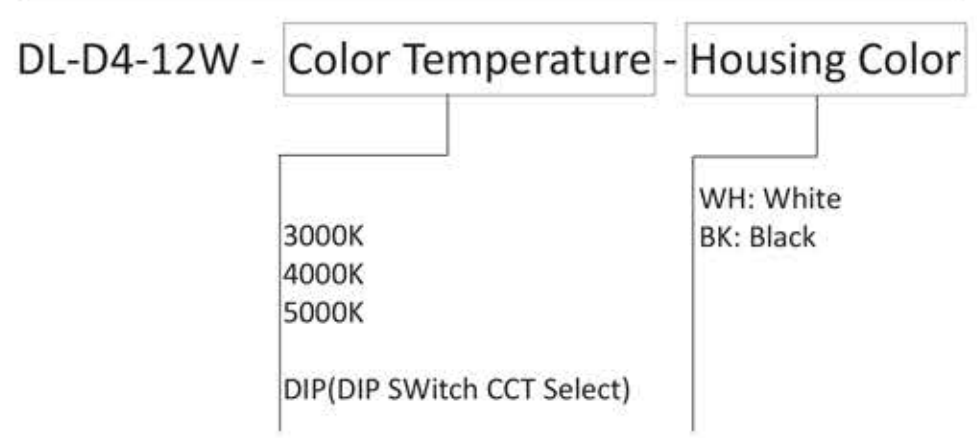 DL-D4-12W - Color Temperature - Housing Color
WH: White
BK: Black
3000K
4000K
5000K
DIP(DIP SWitch CCT Select)